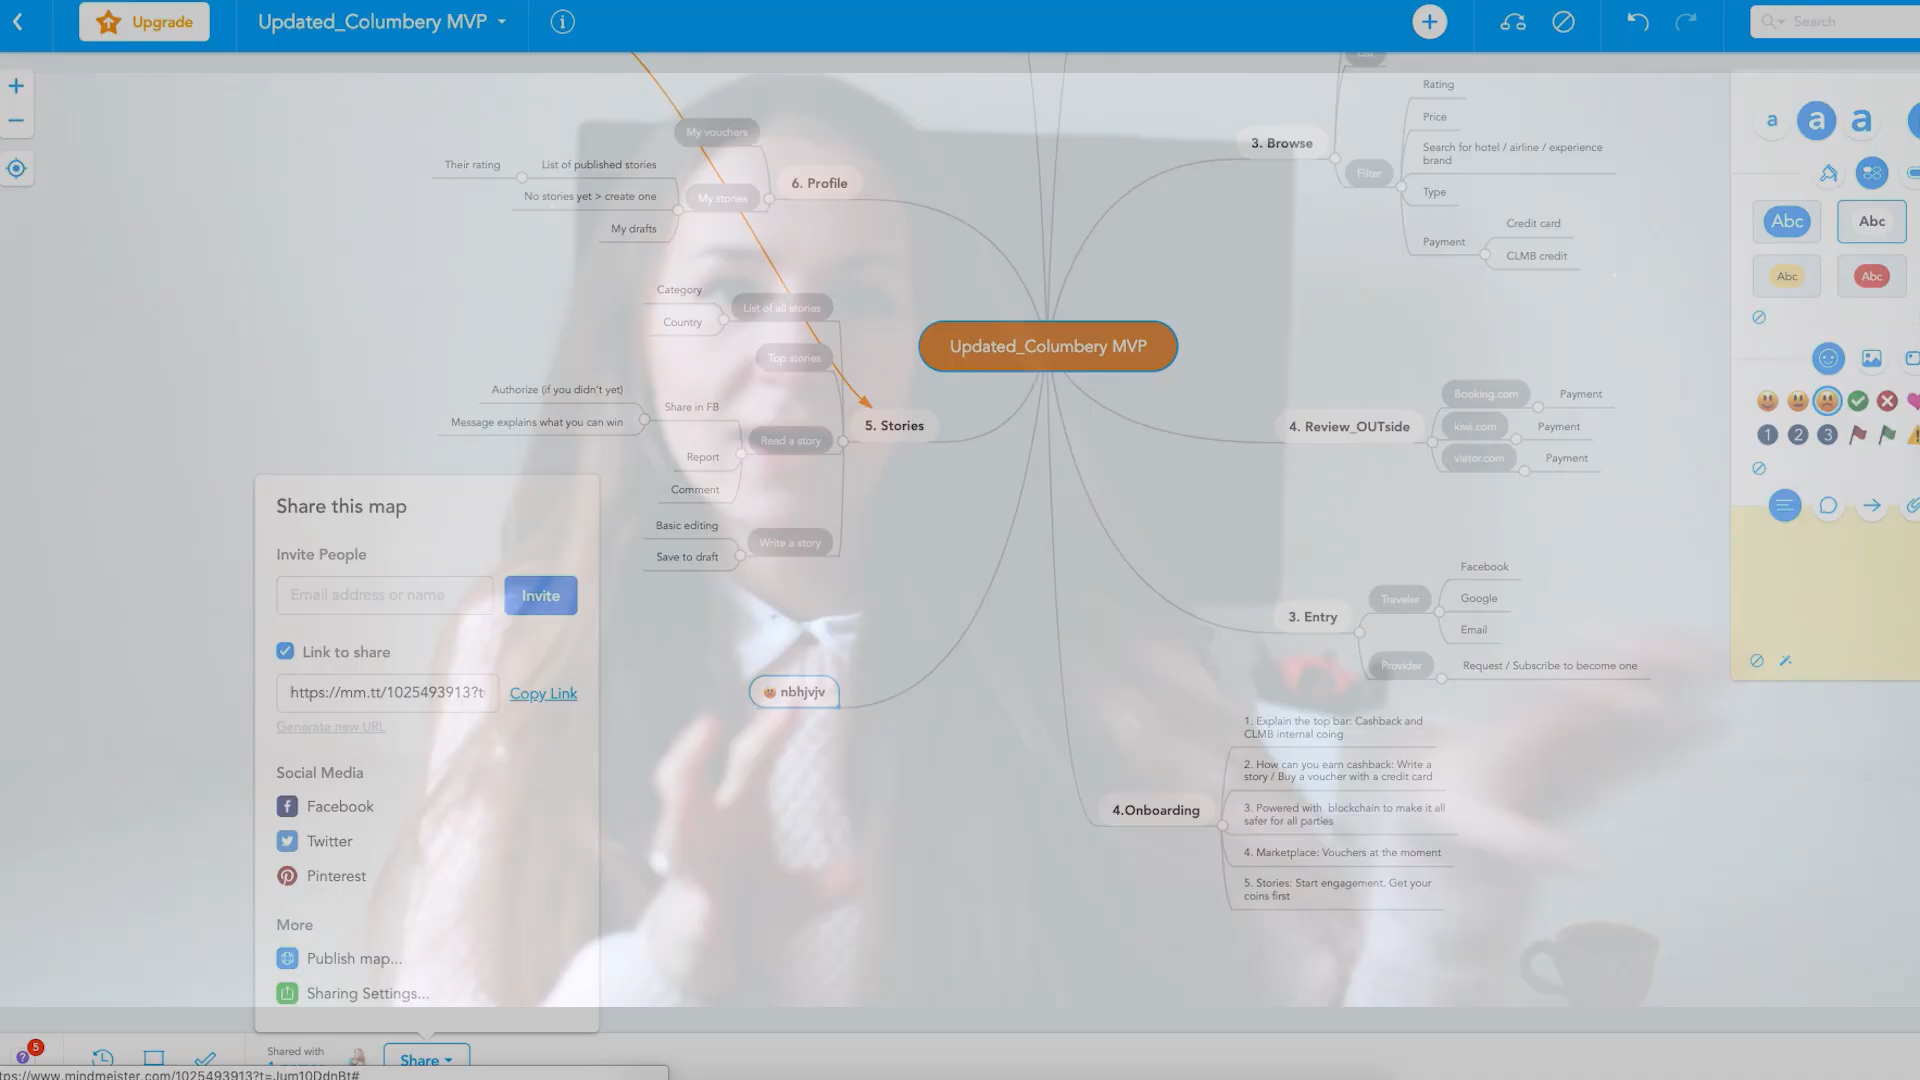 Upgrade
Updated_Columbery MVP
Search
My vouchers
Their rating
List of published stories
6. Profile
No stories yet > create one
My stories
My drafts
Category
List of all stories
Country
Top stories
Authorize (if you didn't yet)
Share in FB
Message explains what you can win
5. Stories
Read a story
Report
Comment
Basic editing
Write a story
Save to draft
nbhjvjv
Updated_Columbery MVP
3. Browse
Rating
Price
Search for hotel / airline / experience
brand
Filter
Type
Credit card
Payment
CLMB credit
4. Review_OUTside
Booking.com
Payment
kiwi.com
Payment
viator.com
Payment
3. Entry
Facebook
Traveler
Google
Email
Provider
Request / Subscribe to become one
4.Onboarding
1. Explain the top bar: Cashback and
CLMB internal coing
2. How can you earn cashback: Write a
story / Buy a voucher with a credit card
3. Powered with blockchain to make it all
safer for all parties
4. Marketplace: Vouchers at the moment
5. Stories: Start engagement. Get your
coins first
a
a
a
Abc
Abc
Abc
Abc
1
2
3
Share this map
Invite People
Email address or name
Invite
Link to share
https://mm.tt/1025493913?t
Copy Link
Generate new URL
Social Media
Facebook
Twitter
Pinterest
More
Publish map...
Sharing Settings...
5
Shared with
Share
tps://www.mindmeister.com/1025493913?t=Jum10DdnBt#